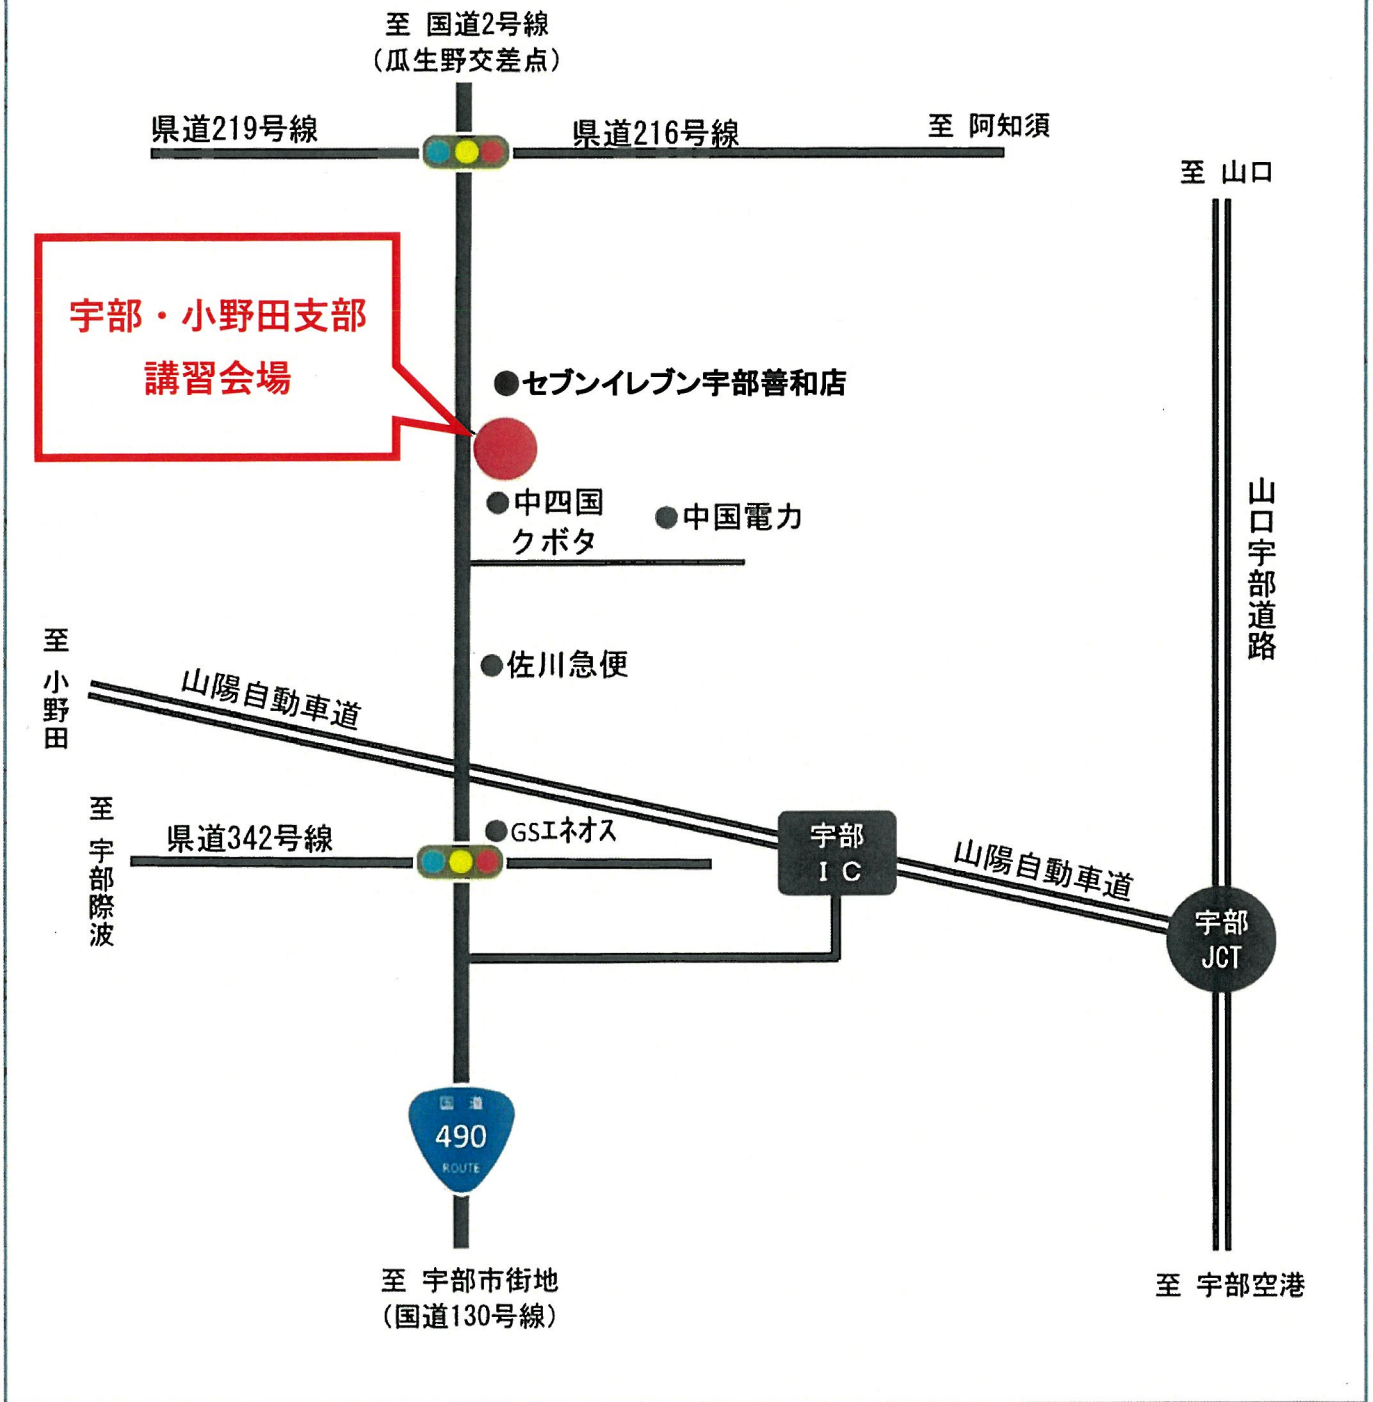 至 国道2号線
（瓜生野交差点）
県道219号線
県道216号線
至 阿知須
至 山口
宇部・小野田支部
講習会場
セブンイレブン宇部善和店
中四国
クボタ
中国電力
山口宇部道路
佐川急便
至 小野田
山陽自動車道
至 宇部際波
県道342号線
GSエネオス
宇部
ＩＣ
山陽自動車道
宇部
JCT
国 道
490
ROUTE
至 宇部市街地
（国道130号線）
至 宇部空港